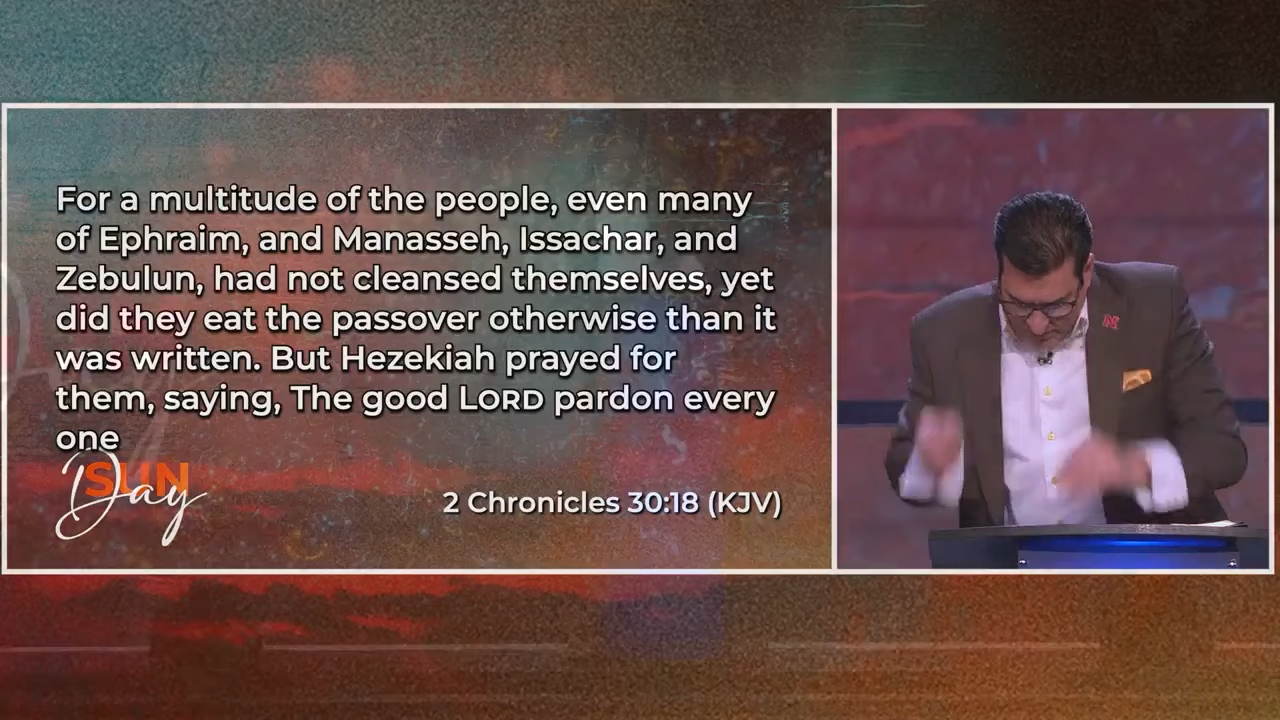 For a multitude of the people, even many
of Ephraim, and Manasseh, Issachar, and
Zebulun, had not cleansed themselves, yet
did they eat the passover otherwise than it
was written. But Hezekiah prayed for
them, saying, The good LORD pardon every
one
SUN
Day
2 Chronicles 30:18 (KJV)
N